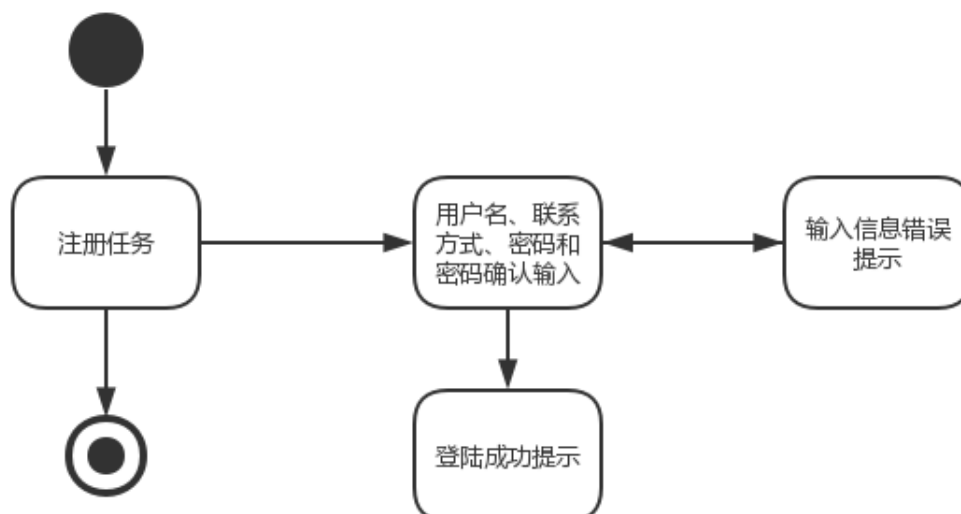 注册任务
用户名、联系
方式、密码和
密码确认输入
输入信息错误
提示
登陆成功提示